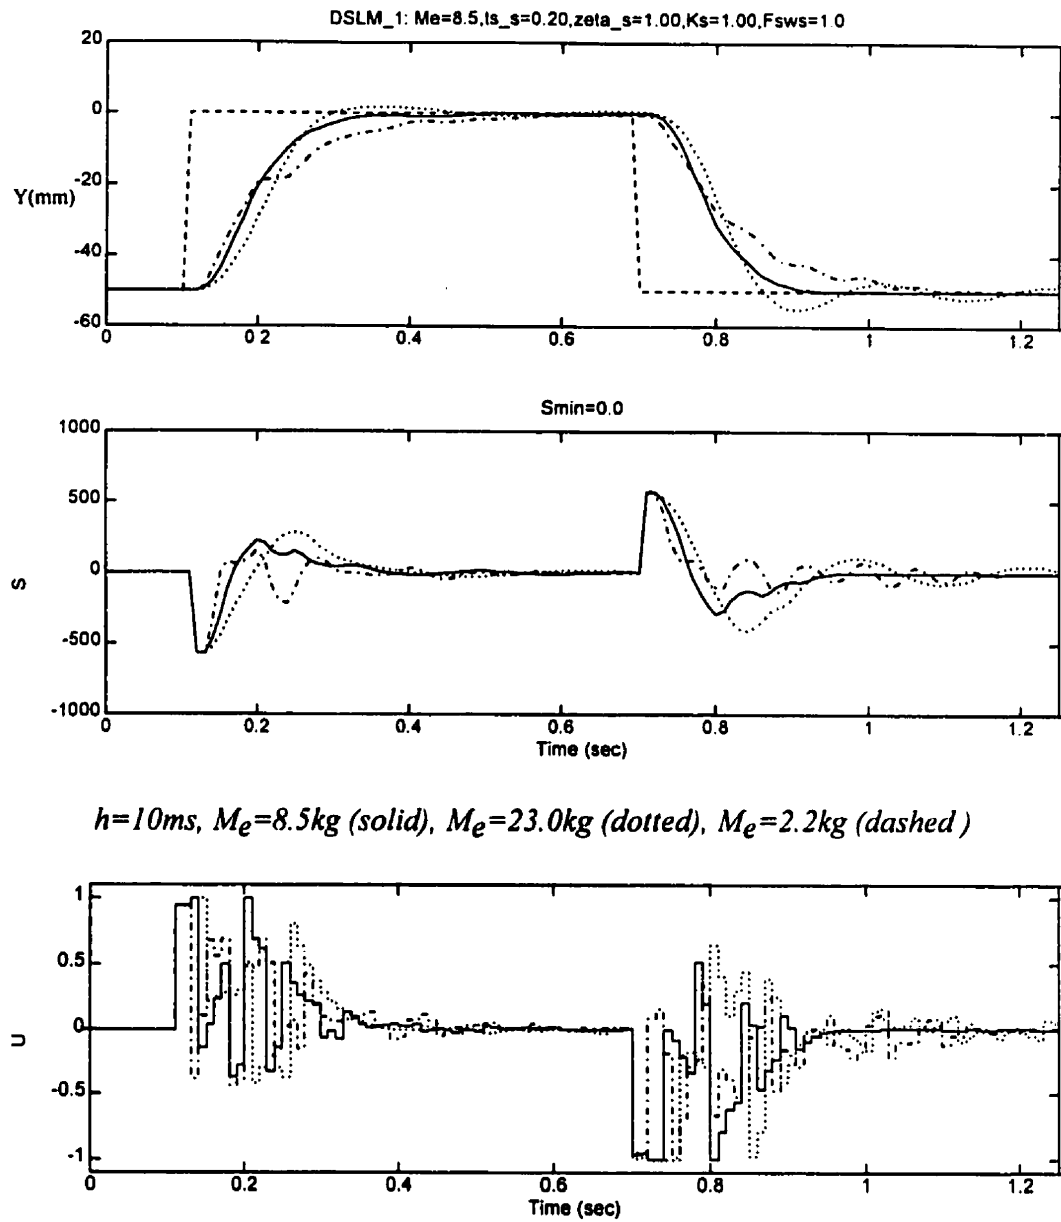 DSLM_1: Me=8.5,ts_s=0.20,zeta_s=1.00,Ks=1.00,Fsws=1.0
20
0
-20
-40
-60
Y(mm)
0 0.2 0.4 0.6 0.8 1 1.2
Smin=0.0
1000
500
0
-500
-1000
S
0 0.2 0.4 0.6 0.8 1 1.2
Time (sec)
h=10ms, Me=8.5kg (solid), Me=23.0kg (dotted), Me=2.2kg (dashed )
1
0.5
0
-0.5
-1
U
0 0.2 0.4 0.6 0.8 1 1.2
Time (sec)